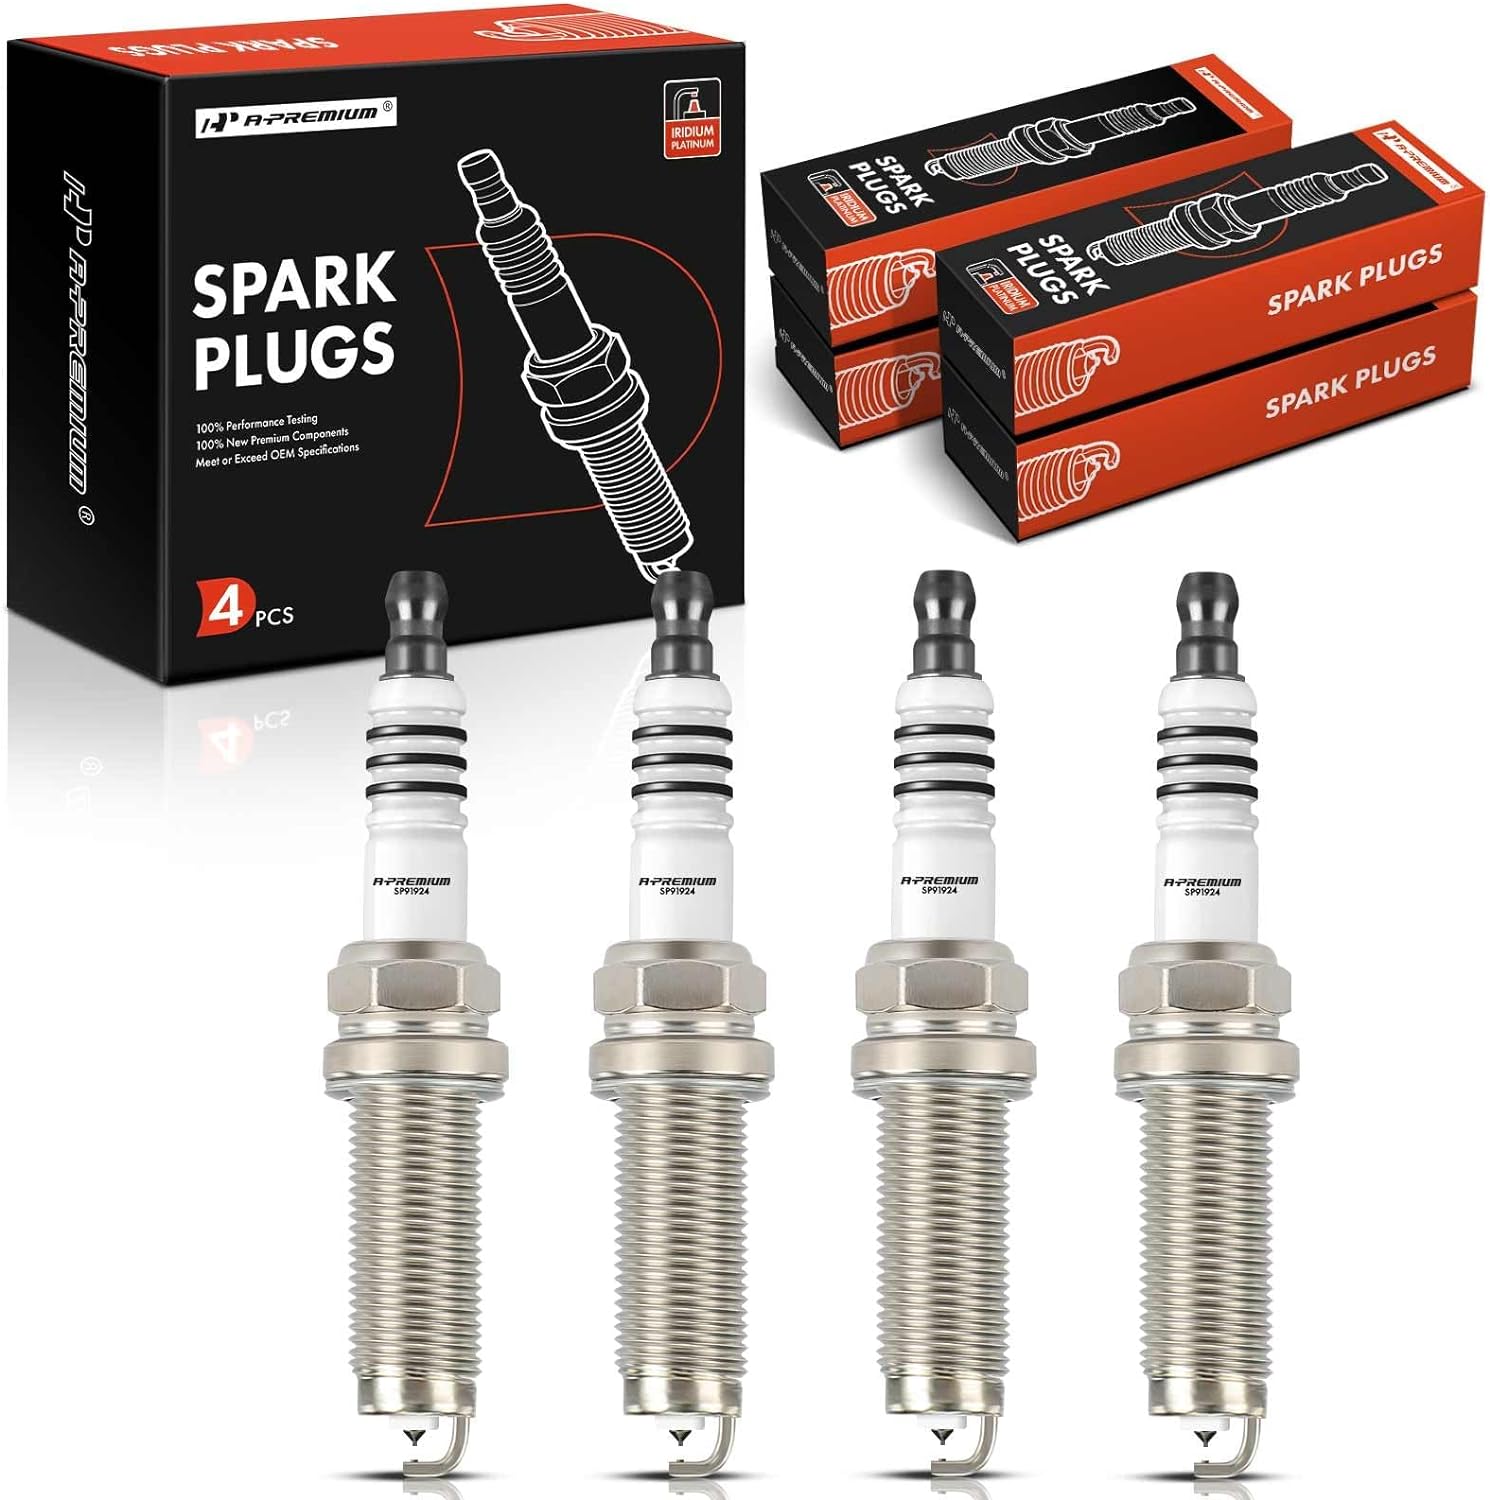 SPARK PLUGS
A-PREMIUM®
IRIDIUM
PLATINUM
A-PREMIUM®
SPARK
PLUGS
100% Performance Testing
100% New Premium Components
Meet or Exceed OEM Specifications
4 PCS
A-PREMIUM
SPARK
PLUGS
IRIDIUM
PLATINUM
A-PREMIUM
SPARK
PLUGS
IRIDIUM
PLATINUM
SPARK PLUGS
SPARK PLUGS
A-PREMIUM
SP91924
A-PREMIUM
SP91924
A-PREMIUM
SP91924
A-PREMIUM
SP91924